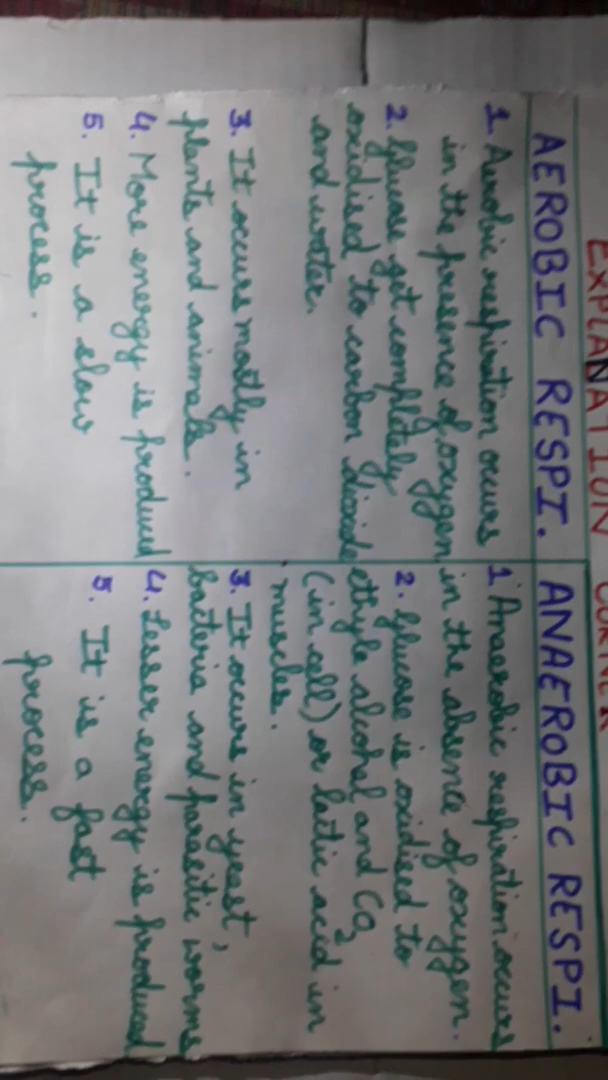 EXPLANATION CORNER
AEROBIC RESPI.
1. Aerobic respiration occurs
in the presence of oxygen
2. Glucose get completely
oxidised to carbon dioxide
and water.
3. It occurs mostly in
plants and animals.
4. More energy is produced
5. It is a slow
process.
ANAEROBIC RESPI.
1 Anaerobic respiration occurs
in the absence of oxygen.
2. Glucose is oxidised to
ethyle alcohal and CO2
(in cell) or lactic acid in
muscles.
3. It occurs in yeast,
bacteria and parasitic worms
4. Lesser energy is produced
5. It is a fast
process.